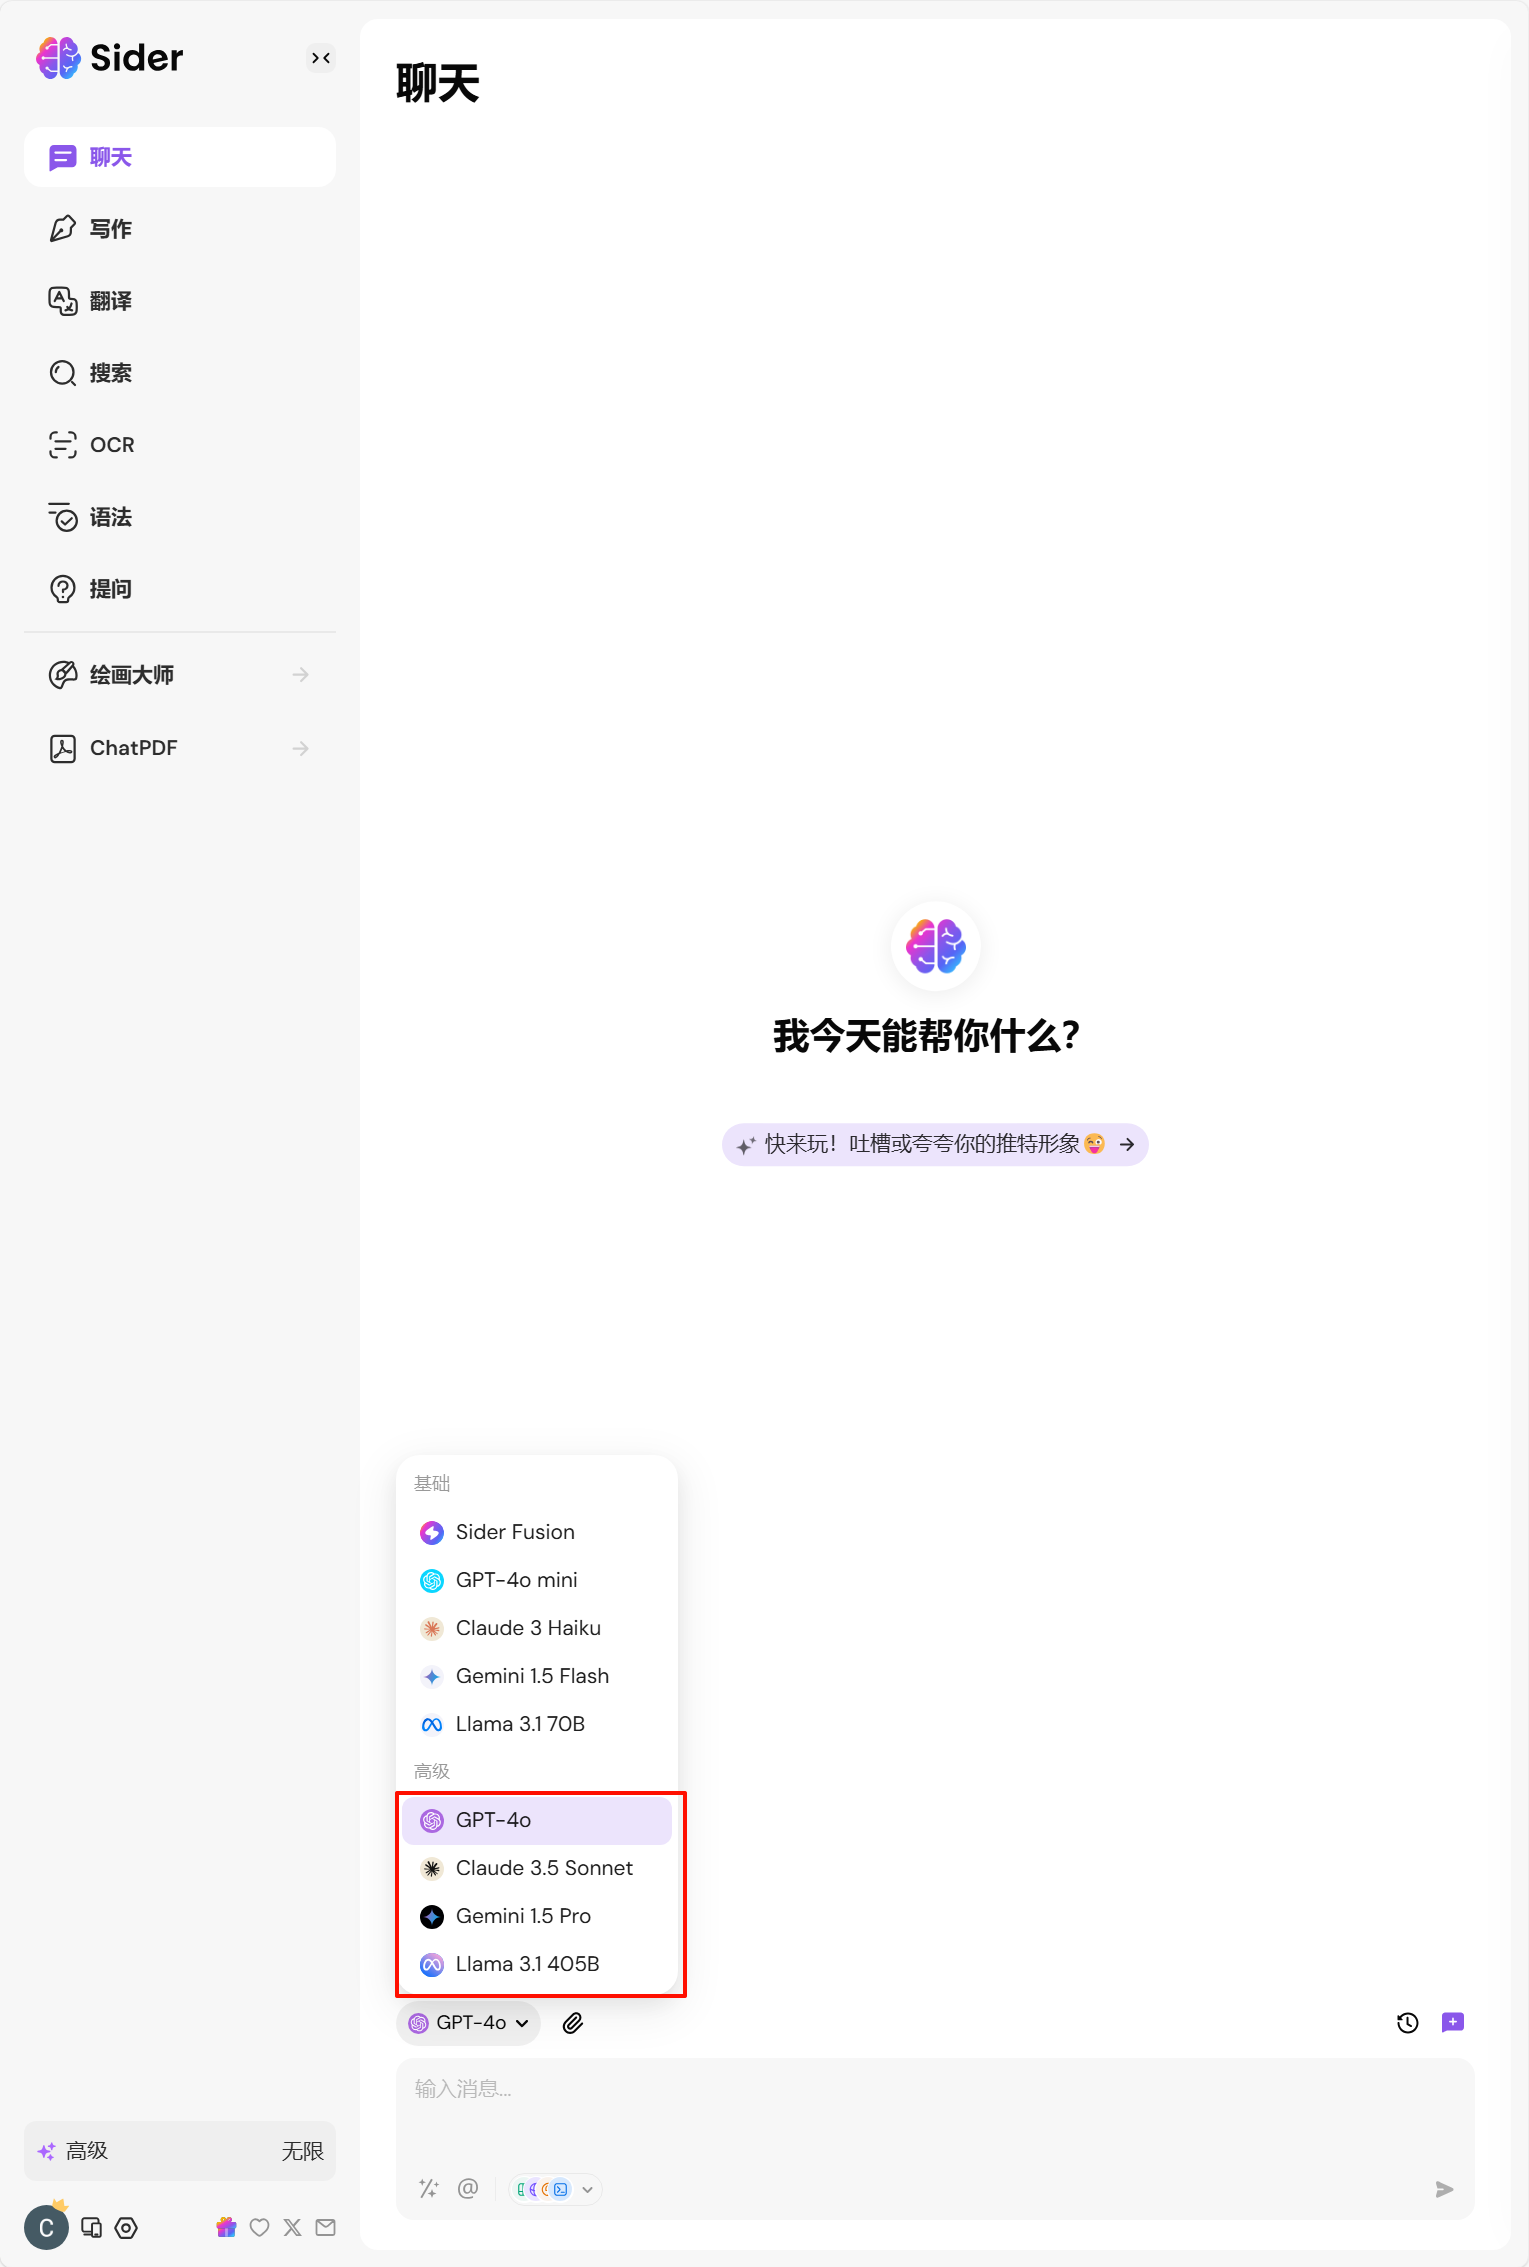 Sider
聊天
写作
翻译
搜索
OCR
语法
提问
绘画大师
ChatPDF
高级 无限
C
聊天
我今天能帮你什么？
快来玩！吐槽或夸夸你的推特形象😜 →
基础
Sider Fusion
GPT-4o mini
Claude 3 Haiku
Gemini 1.5 Flash
Llama 3.1 70B
高级
GPT-4o
Claude 3.5 Sonnet
Gemini 1.5 Pro
Llama 3.1 405B
GPT-4o
输入消息...